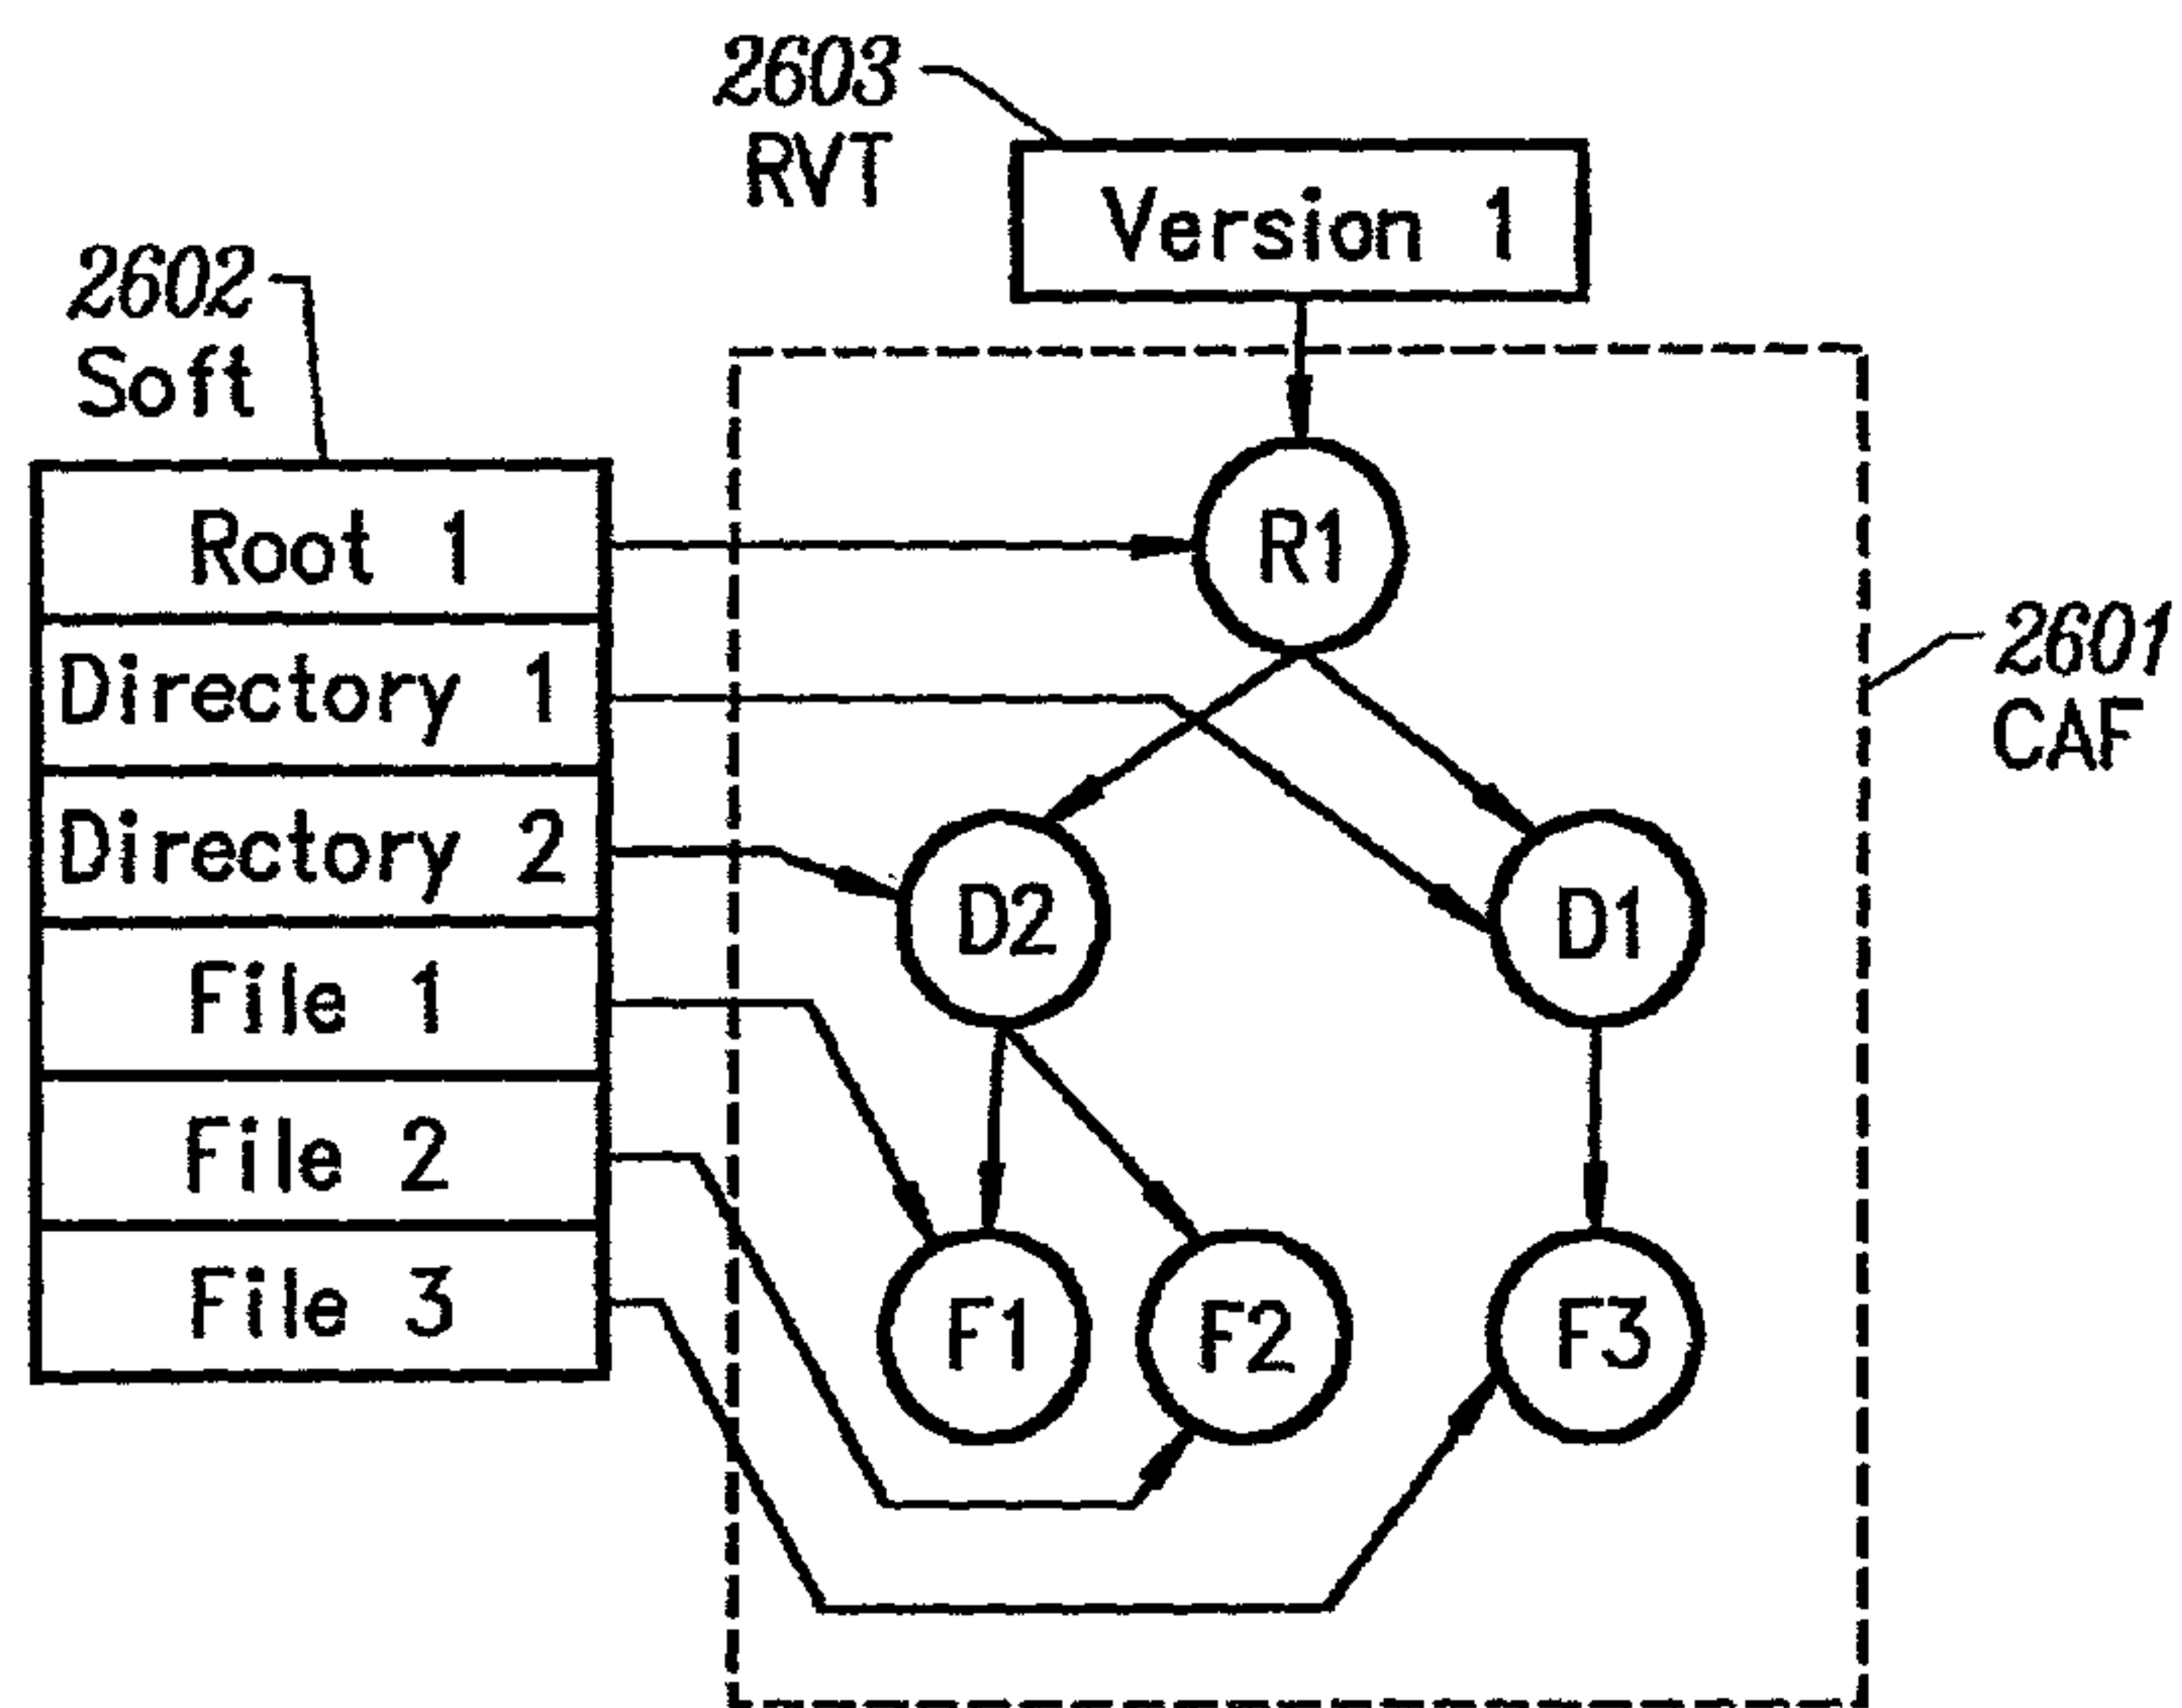 2603
RVT
Version 1
2602
Soft
Root 1
Directory 1
Directory 2
File 1
File 2
File 3
R1
D2
D1
F1
F2
F3
2601
CAF